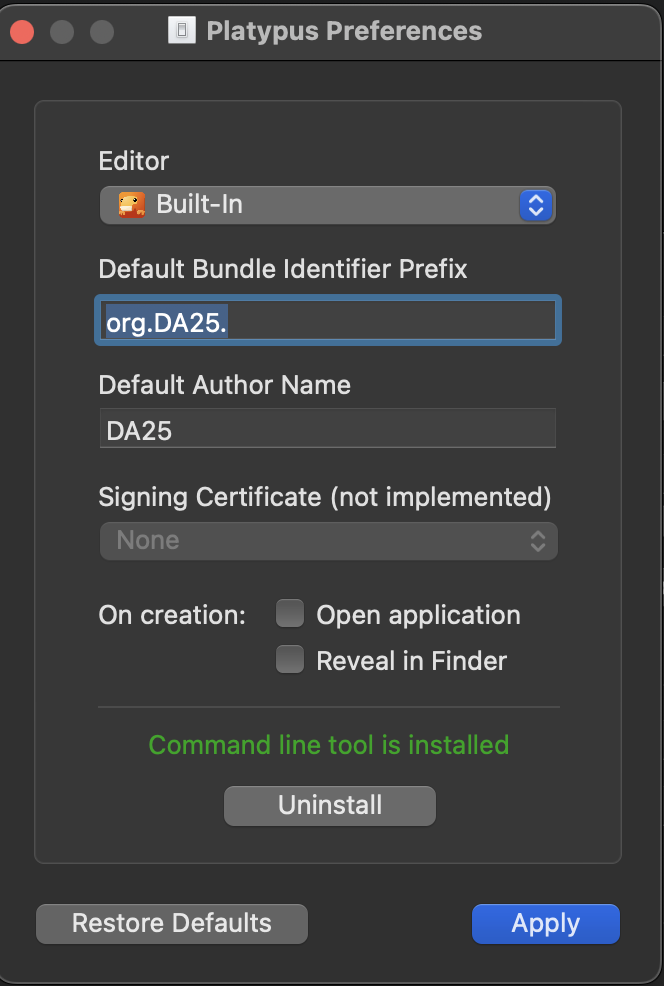 Platypus Preferences
Editor
Built-In
Default Bundle Identifier Prefix
org.DA25.
Default Author Name
DA25
Signing Certificate (not implemented)
None
On creation:
Open application
Reveal in Finder
Command line tool is installed
Uninstall
Restore Defaults
Apply